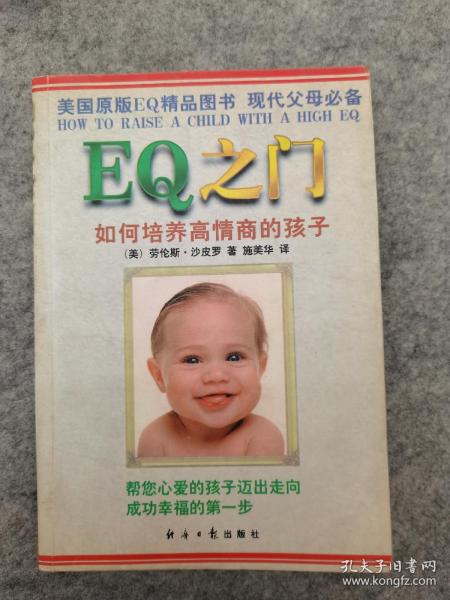 美国原版EQ精品图书 现代父母必备
HOW TO RAISE A CHILD WITH A HIGH EQ
EQ之门
如何培养高情商的孩子
(美) 劳伦斯·沙皮罗 著 施美华 译
帮您心爱的孩子迈出走向
成功幸福的第一步
经济日报出版社
孔夫子旧书网
www.kongfz.com